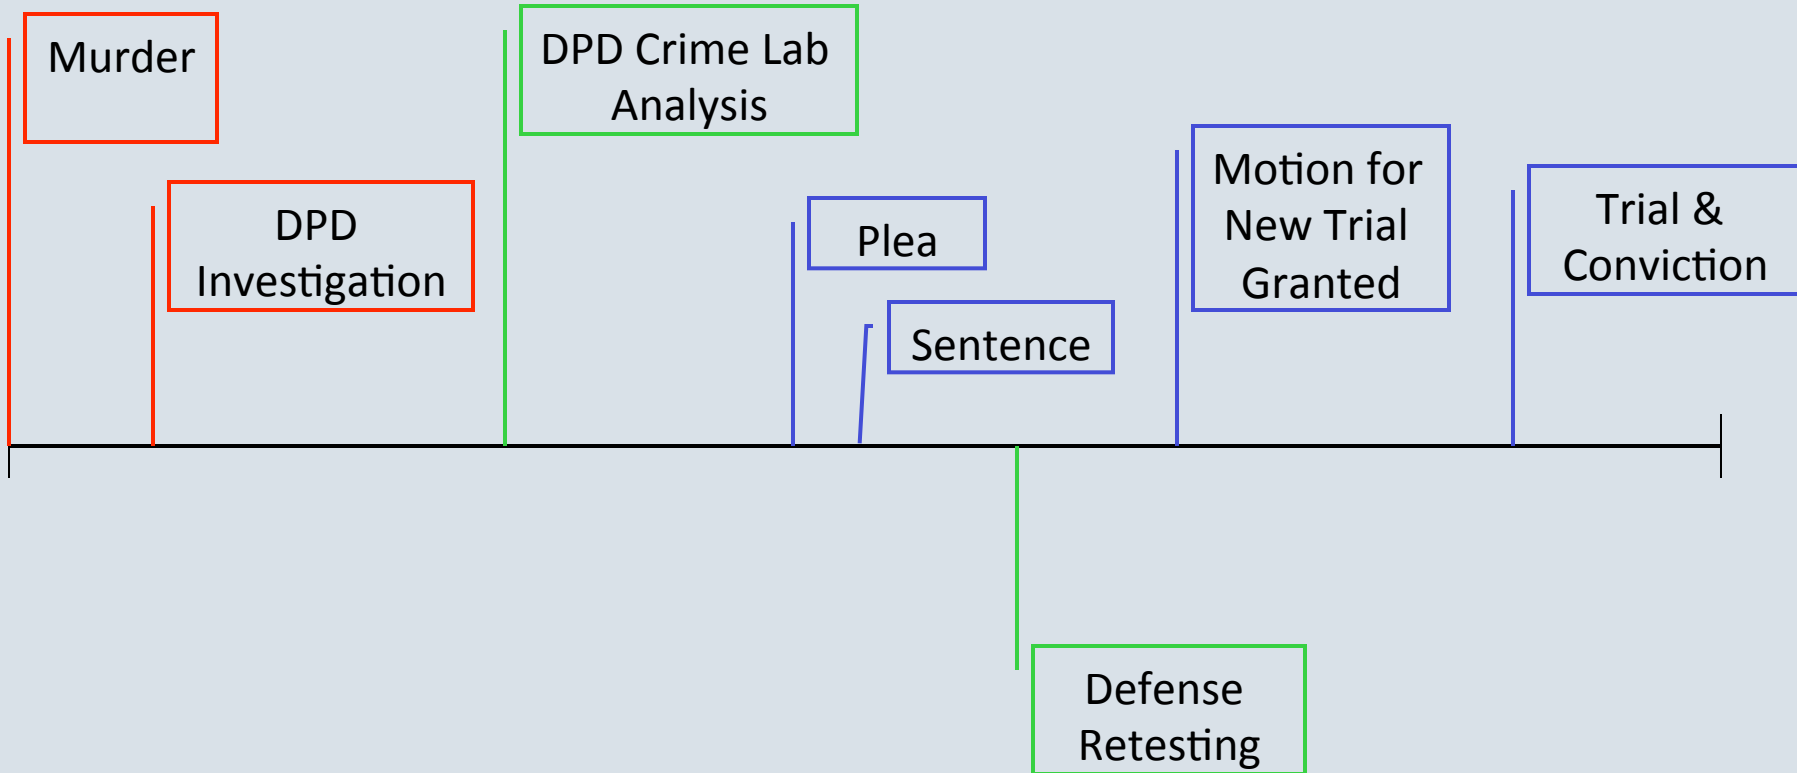 Murder
DPD
Investigation
DPD Crime Lab
Analysis
Plea
Sentence
Defense
Retesting
Motion for
New Trial
Granted
Trial &
Conviction